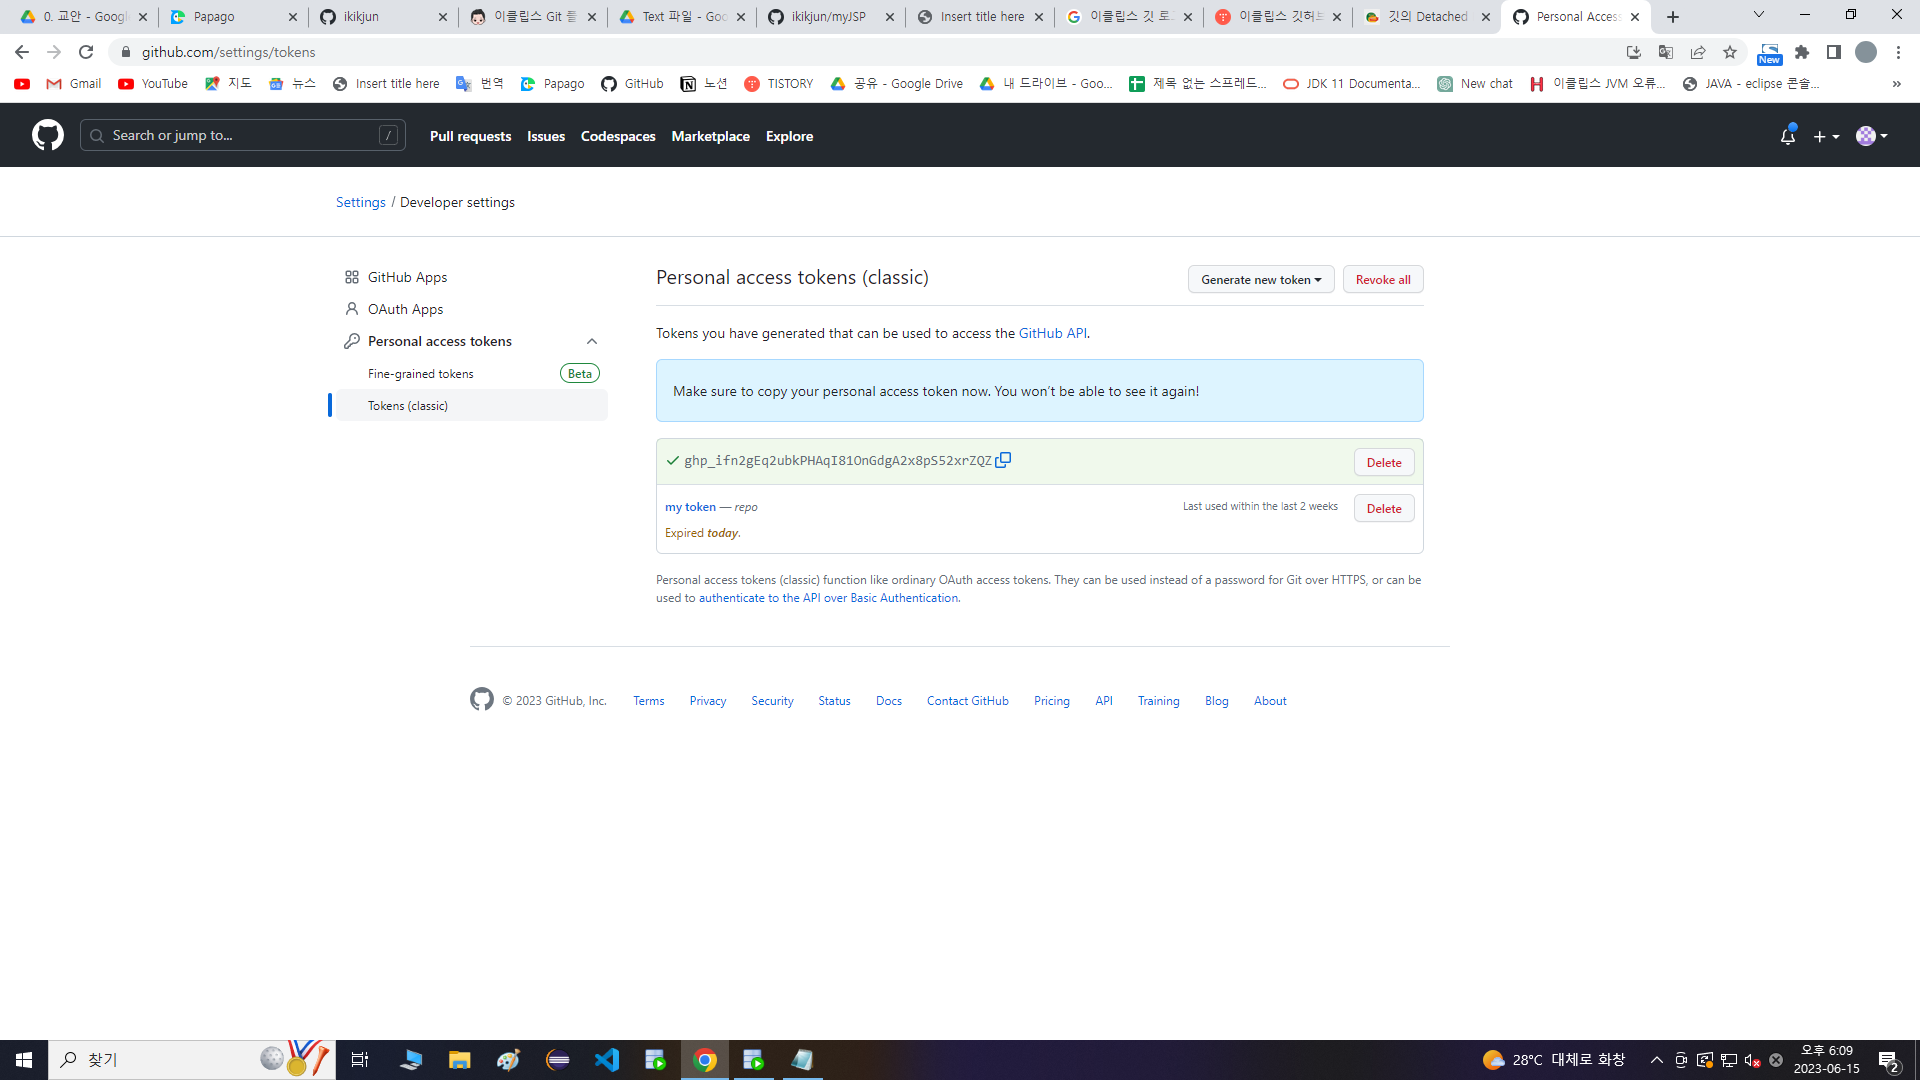 0. 교안 - Googl
Papago
ikikjun
이클립스 Git 플
Text 파일 - Goo
ikikjun/myJSP
Insert title here
이클립스 깃 로
이클립스 깃허브
깃의 Detached
Personal Access
github.com/settings/tokens
New
Gmail
YouTube
지도
뉴스
Insert title here
번역
Papago
GitHub
노션
TISTORY
공유 - Google Drive
내 드라이브 - Goo...
제목 없는 스프레드...
JDK 11 Documenta...
New chat
이클립스 JVM 오류...
JAVA - eclipse 콘솔...
»
Search or jump to...
/
Pull requests
Issues
Codespaces
Marketplace
Explore
Settings / Developer settings
GitHub Apps
OAuth Apps
Personal access tokens
Fine-grained tokens
Beta
Tokens (classic)
Personal access tokens (classic)
Generate new token
Revoke all
Tokens you have generated that can be used to access the GitHub API.
Make sure to copy your personal access token now. You won't be able to see it again!
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
Delete
my token — repo
Last used within the last 2 weeks
Delete
Expired today.
Personal access tokens (classic) function like ordinary OAuth access tokens. They can be used instead of a password for Git over HTTPS, or can be
used to authenticate to the API over Basic Authentication.
© 2023 GitHub, Inc.
Terms
Privacy
Security
Status
Docs
Contact GitHub
Pricing
API
Training
Blog
About
찾기
28°C 대체로 화창
오후 6:09
2023-06-15
2